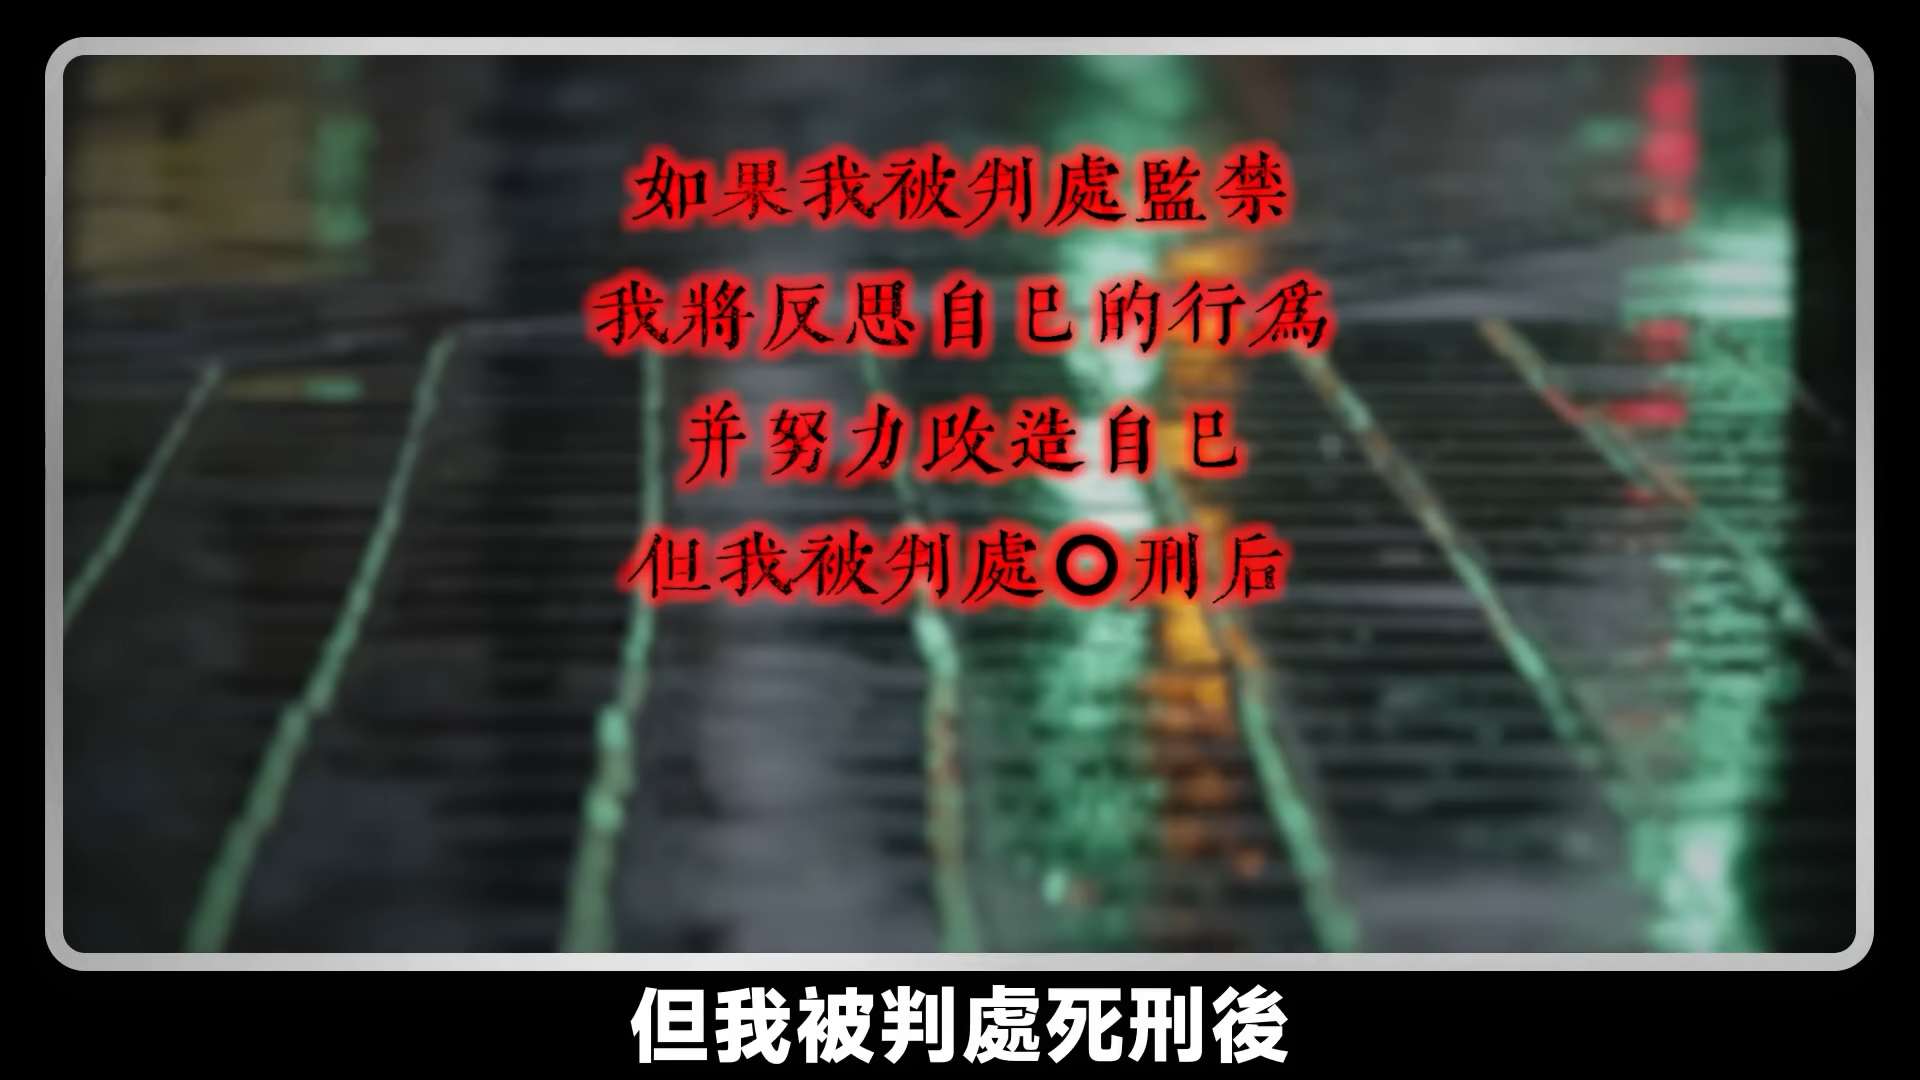 如果我被判處監禁
我將反思自己的行爲
并努力改造自己
但我被判處〇刑后
但我被判處死刑後